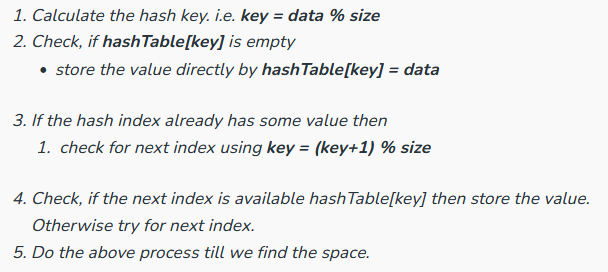 1. Calculate the hash key. i.e. key = data % size
2. Check, if hashTable[key] is empty
• store the value directly by hashTable[key] = data
3. If the hash index already has some value then
1. check for next index using key = (key+1) % size
4. Check, if the next index is available hashTable[key] then store the value.
Otherwise try for next index.
5. Do the above process till we find the space.